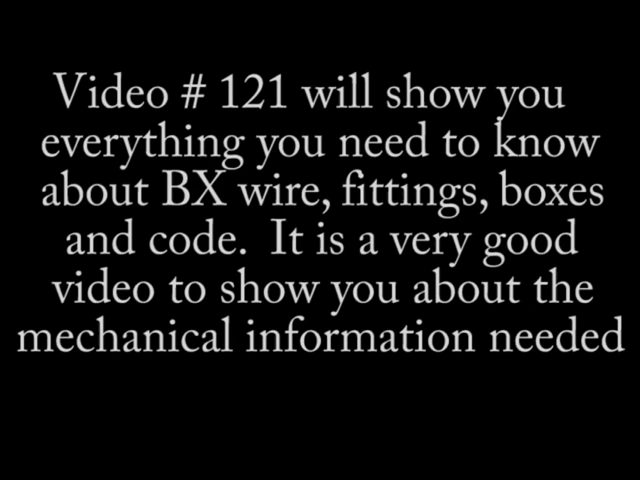 Video # 121 will show you
everything you need to know
about BX wire, fittings, boxes
and code.  It is a very good
video to show you about the
mechanical information needed